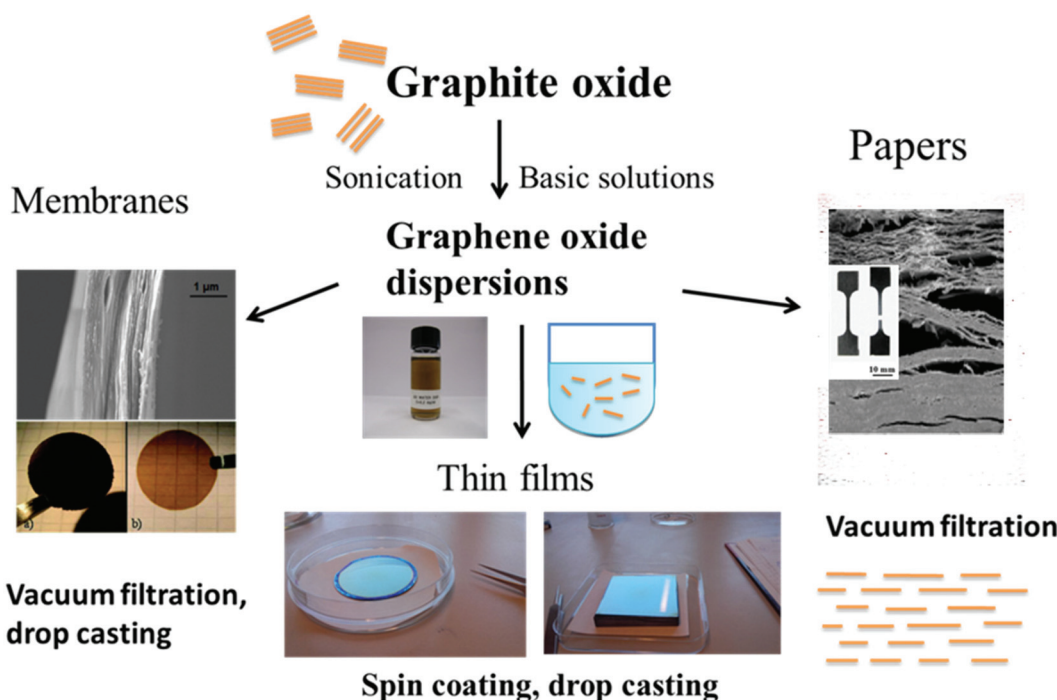 Graphite oxide
Sonication
Basic solutions
Papers
Membranes
Graphene oxide
dispersions
1 µm
10 mm
a)
b)
Thin films
Vacuum filtration
Vacuum filtration,
drop casting
Spin coating, drop casting